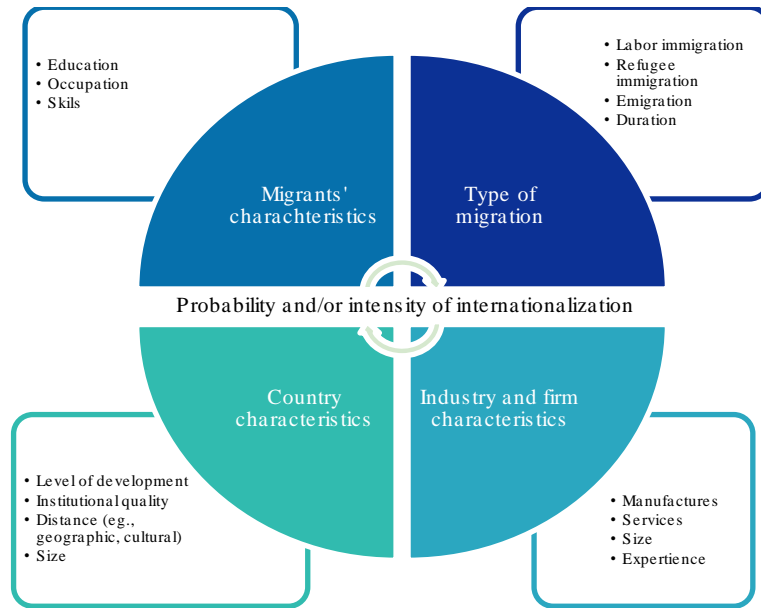 • Education
• Occupation
• Skils
• Labor immigration
• Refugee
immigration
• Emigration
• Duration
Migrants'
charachteristics
Type of
migration
Probability and/or intensity of internationalization
Country
characteristics
Industry and firm
characteristics
• Level of development
• Institutional quality
• Distance (eg.,
geographic, cultural)
• Size
• Manufactures
• Services
• Size
• Expertience